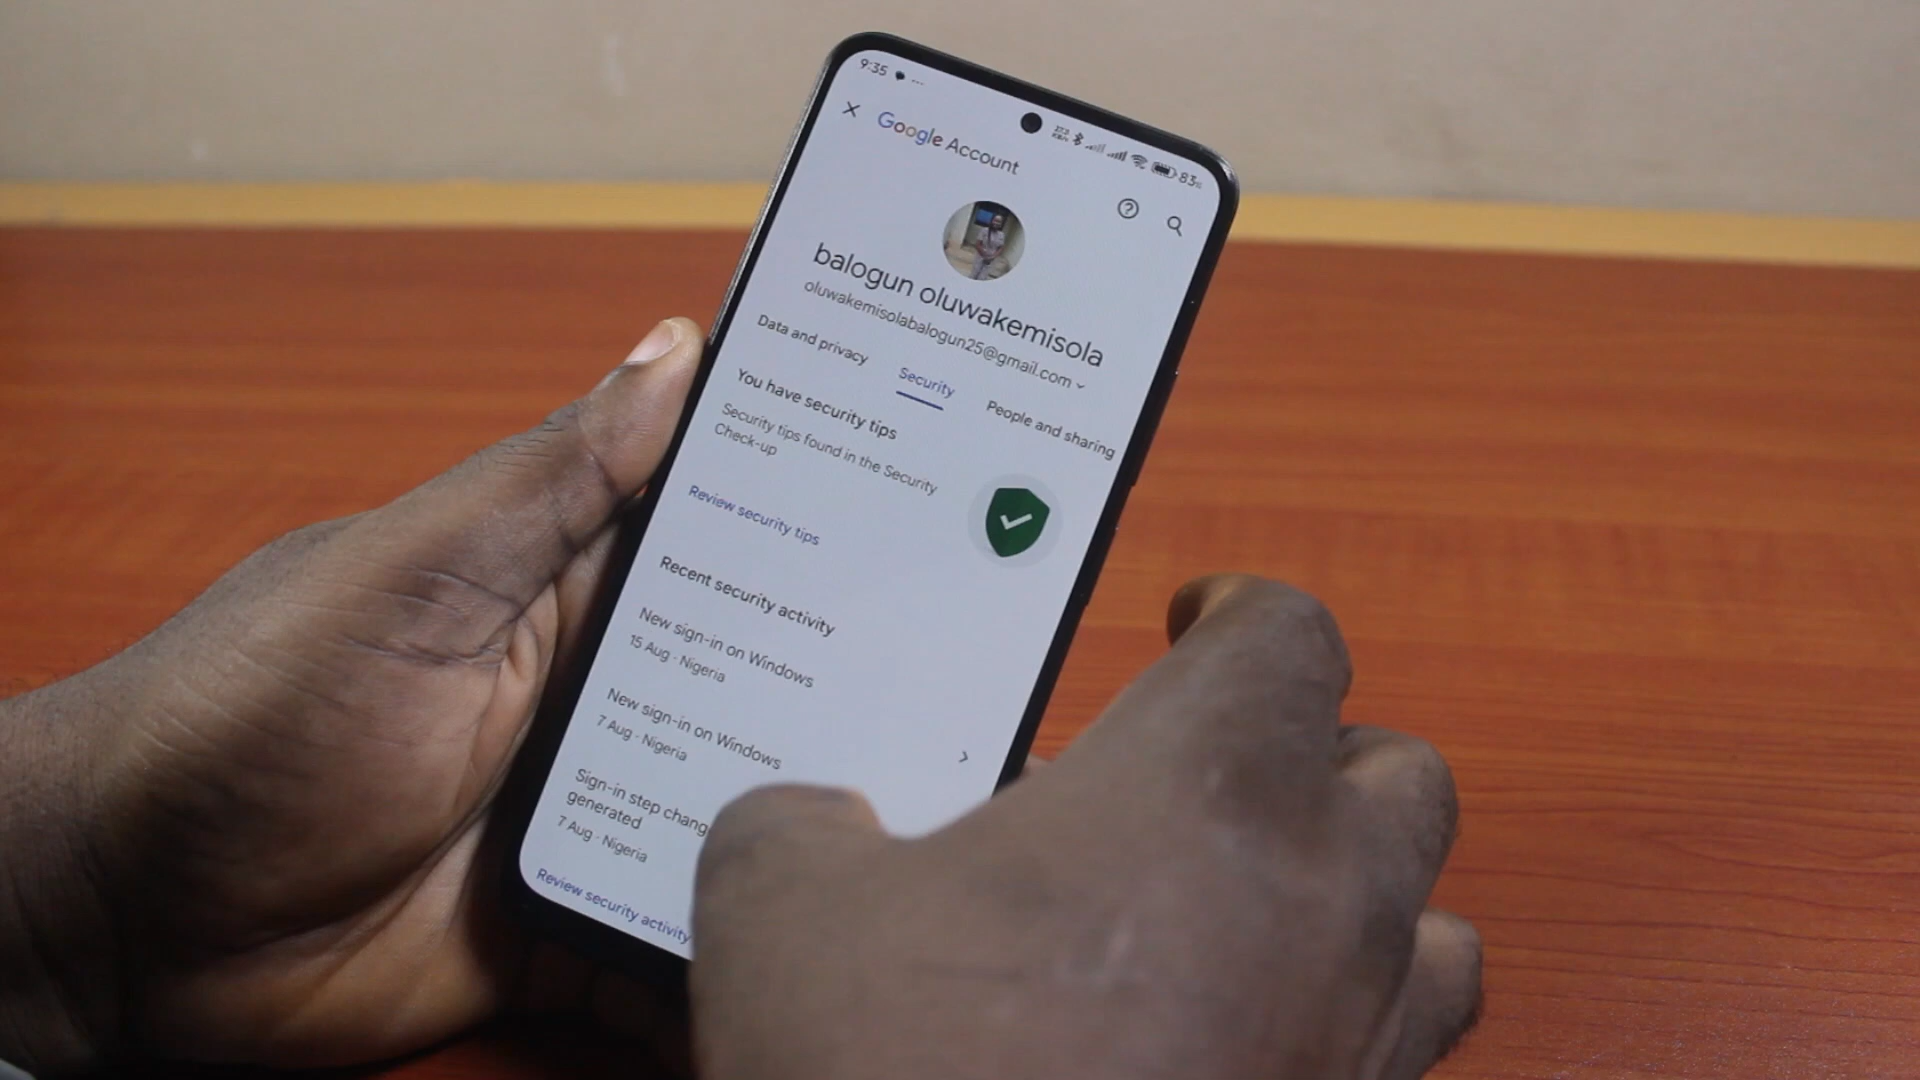 9:35
83%
Google Account
balogun oluwakemisola
oluwakemisolabalogun25@gmail.com
Data and privacy
Security
People and sharing
You have security tips
Security tips found in the Security
Check-up
Review security tips
Recent security activity
New sign-in on Windows
15 Aug · Nigeria
New sign-in on Windows
7 Aug · Nigeria
Sign-in step
generated
7 Aug · Nigeria
Review security activity